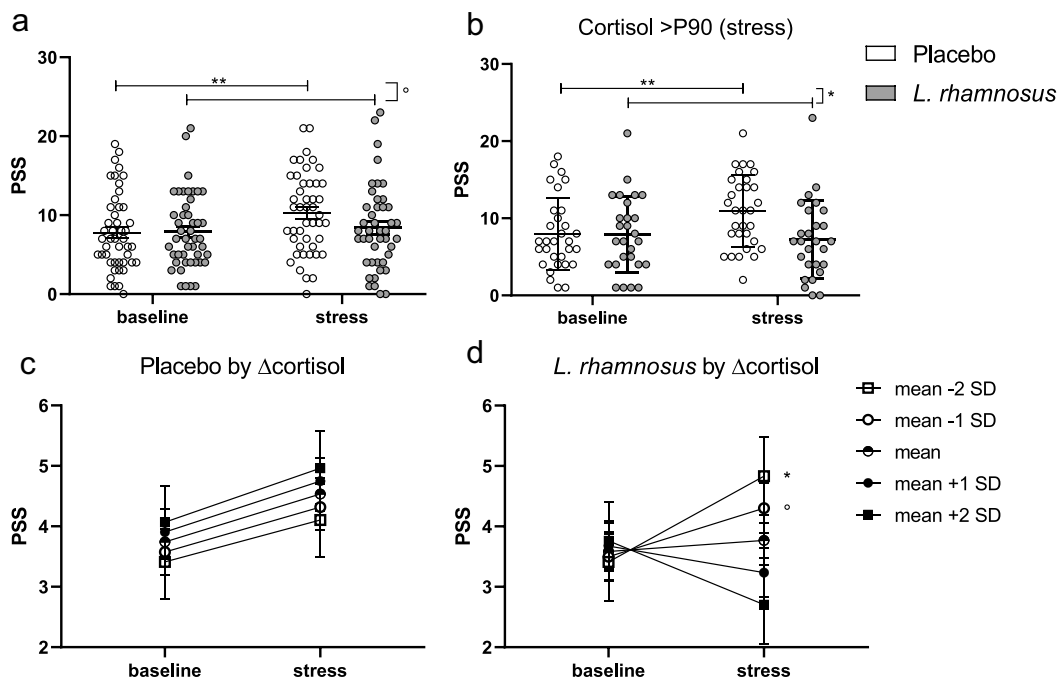 a
30
20
10
0
PSS
**
°
baseline
stress
b
Cortisol >P90 (stress)
30
20
10
0
PSS
**
*
baseline
stress
Placebo
L. rhamnosus
c
Placebo by Δcortisol
6
5
4
3
2
PSS
baseline
stress
d
L. rhamnosus by Δcortisol
6
5
4
3
2
PSS
*
°
baseline
stress
mean -2 SD
mean -1 SD
mean
mean +1 SD
mean +2 SD